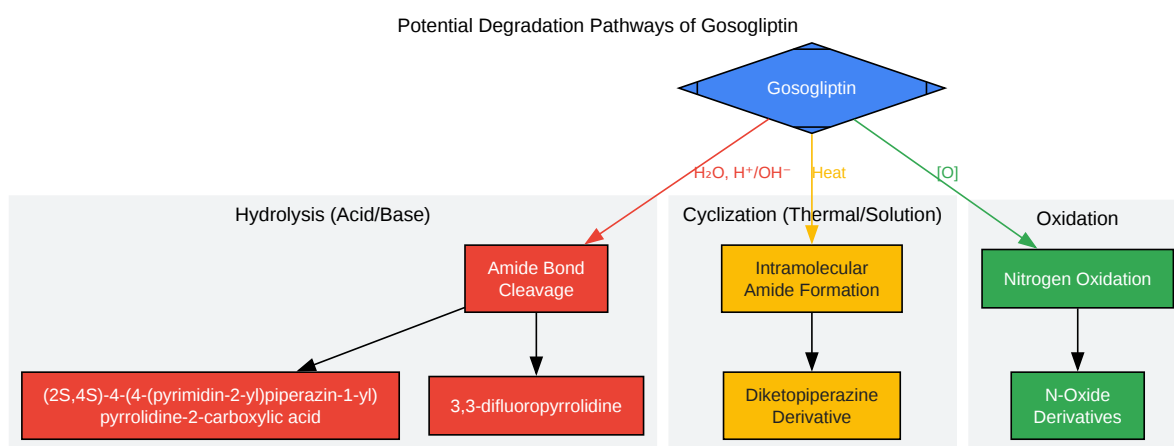 Potential Degradation Pathways of Gosogliptin
Gosogliptin
H₂O, H⁺/OH⁻
Heat
[O]
Hydrolysis (Acid/Base)
Cyclization (Thermal/Solution)
Oxidation
Amide Bond
Cleavage
Intramolecular
Amide Formation
Nitrogen Oxidation
(2S,4S)-4-(4-(pyrimidin-2-yl)piperazin-1-yl)
pyrrolidine-2-carboxylic acid
3,3-difluoropyrrolidine
Diketopiperazine
Derivative
N-Oxide
Derivatives